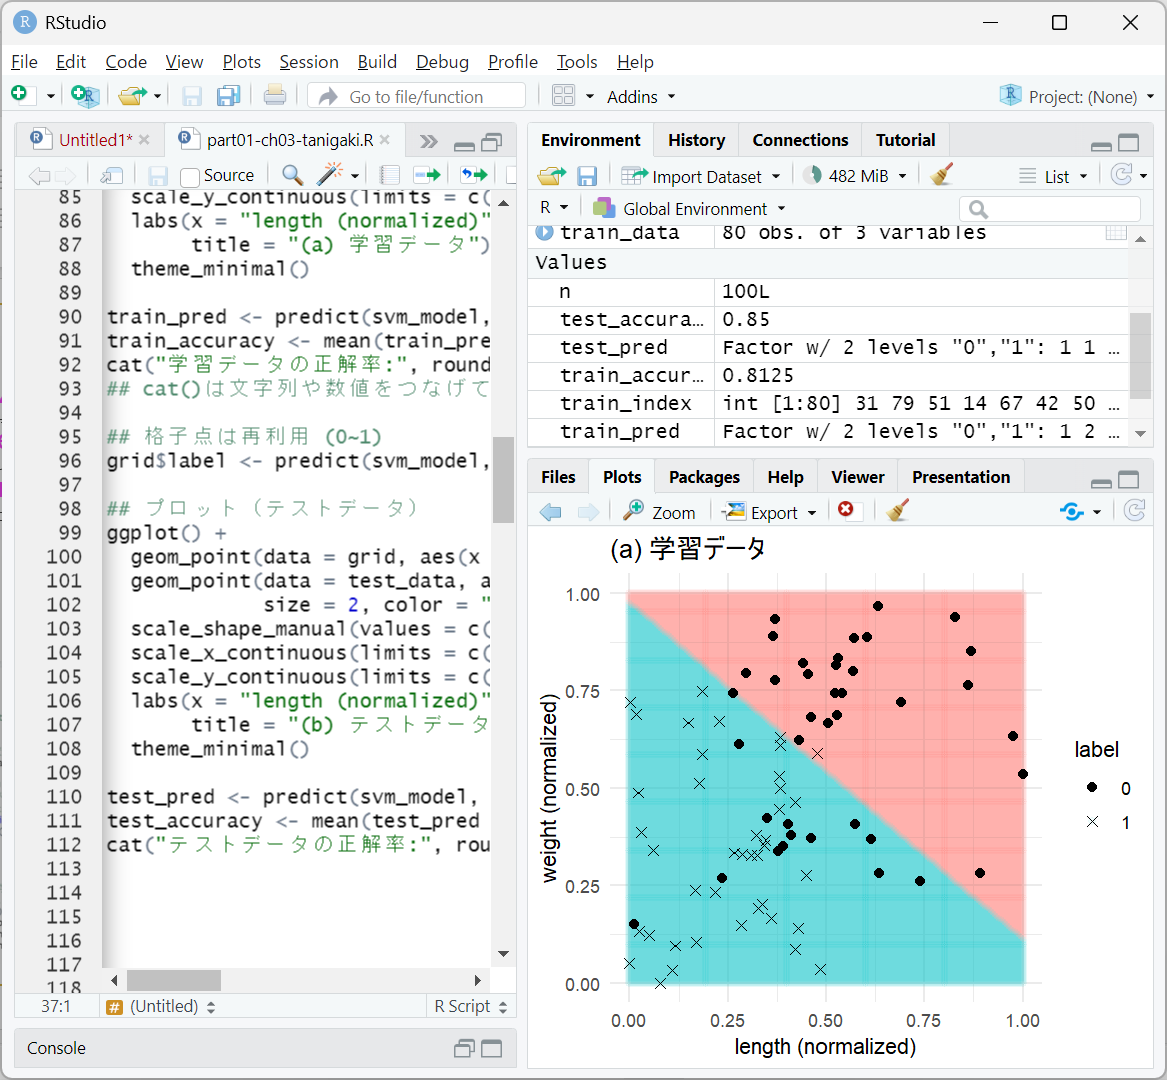 RStudio
File Edit Code View Plots Session Build Debug Profile Tools Help
Go to file/function Addins Project: (None)
Untitled1* part01-ch03-tanigaki.R
Source
85 scale_y_continuous(limits = c(
86 labs(x = "length (normalized)"
87 title = "(a) 学習データ")
88 theme_minimal()
89
90 train_pred <- predict(svm_model,
91 train_accuracy <- mean(train_pre
92 cat("学習データの正解率:", round
93 ## cat()は文字列や数値をつなげて
94
95 ## 格子点は再利用 (0~1)
96 grid$label <- predict(svm_model,
97
98 ## プロット（テストデータ）
99 ggplot() +
100 geom_point(data = grid, aes(x
101 geom_point(data = test_data, a
102 size = 2, color = "
103 scale_shape_manual(values = c(
104 scale_x_continuous(limits = c(
105 scale_y_continuous(limits = c(
106 labs(x = "length (normalized)"
107 title = "(b) テストデータ
108 theme_minimal()
109
110 test_pred <- predict(svm_model,
111 test_accuracy <- mean(test_pred
112 cat("テストデータの正解率:", rou
113
114
115
116
117
118
37:1 # (Untitled) R Script
Console
Environment History Connections Tutorial
Import Dataset 482 MiB List
R Global Environment
train_data 80 obs. of 3 variables
Values
n 100L
test_accura… 0.85
test_pred Factor w/ 2 levels "0","1": 1 1 …
train_accur… 0.8125
train_index int [1:80] 31 79 51 14 67 42 50 …
train_pred Factor w/ 2 levels "0","1": 1 2 …
Files Plots Packages Help Viewer Presentation
Zoom Export
(a) 学習データ
1.00
0.75
0.50
0.25
0.00
weight (normalized)
0.00 0.25 0.50 0.75 1.00
length (normalized)
label
0
1